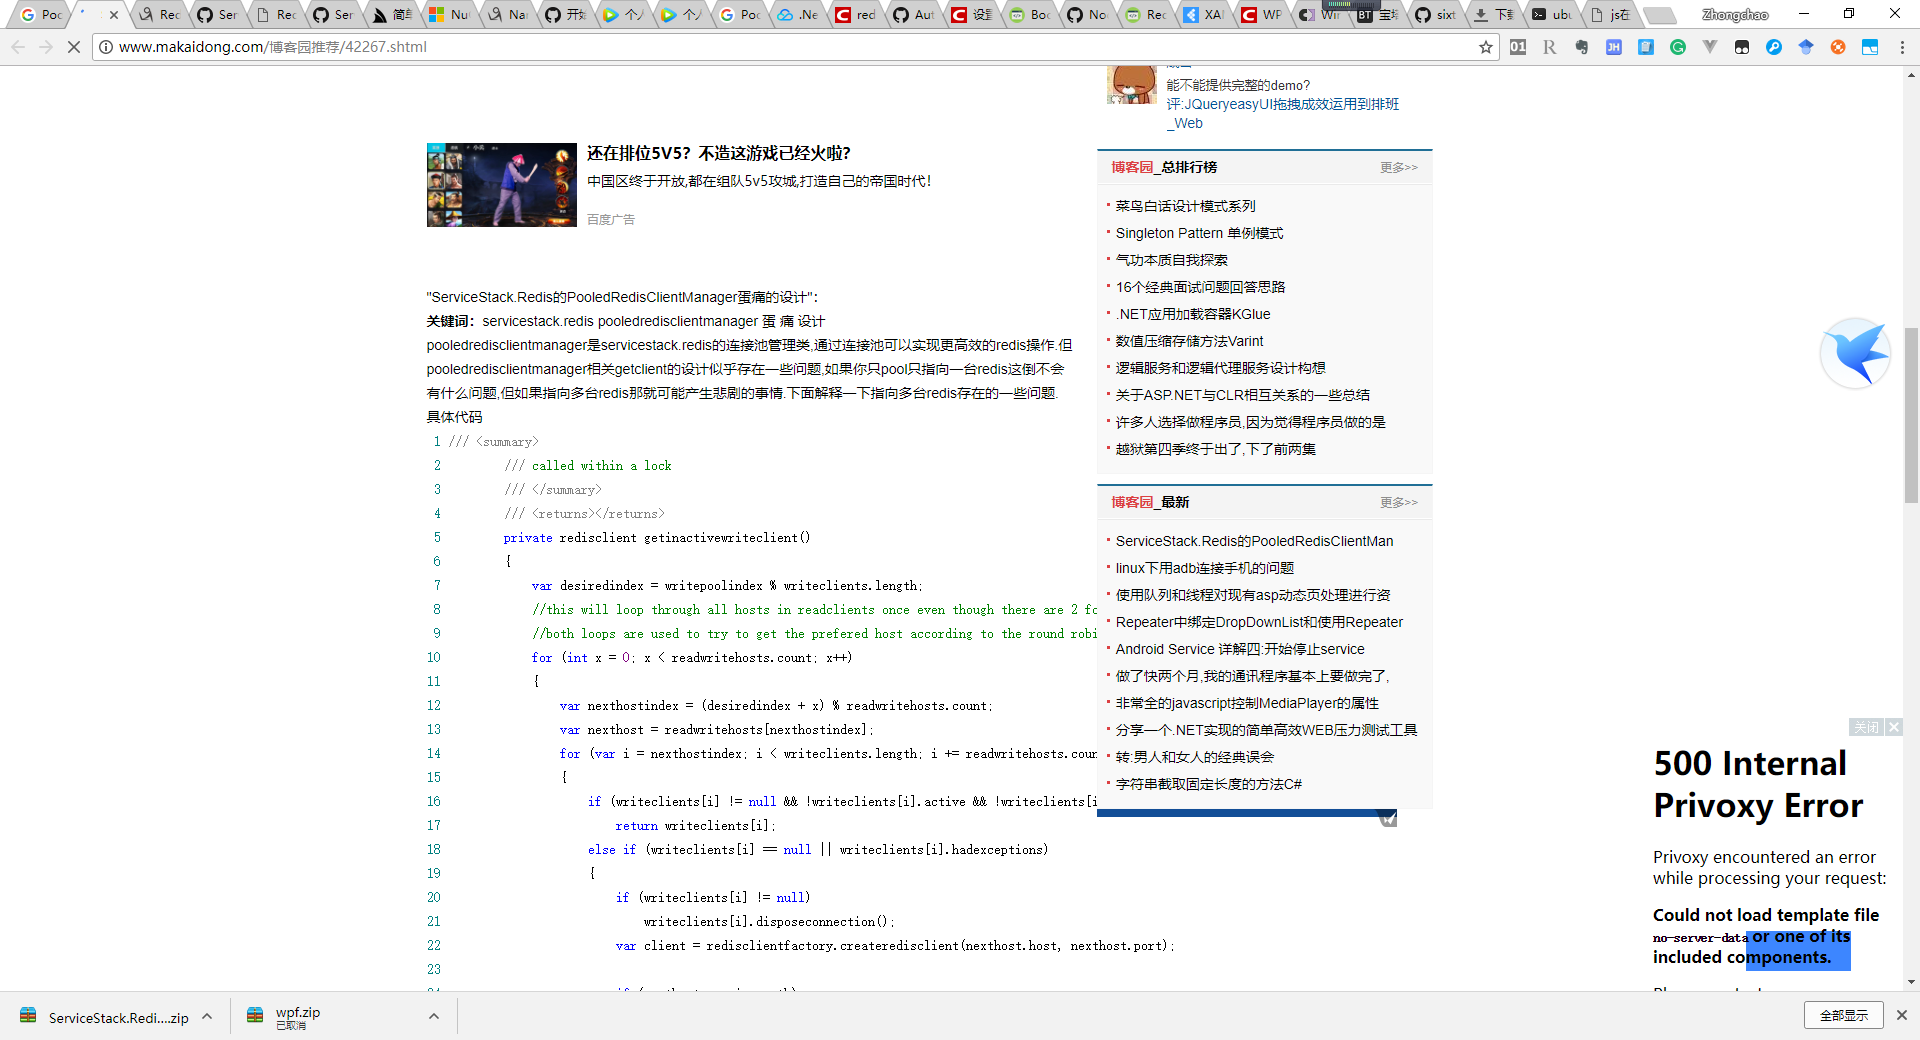 Poc
Rec
Ser
Rec
Ser
简单
Nu
Nar
开始
个人
个人
Poc
.Ne
red
Aut
设置
Boo
Noc
Rec
XAI
WP
Win
宝塔
sixt
下载
ubu
js在
Zhongchao
www.makaidong.com/博客园推荐/42267.shtml
能不能提供完整的demo?
评:JQueryeasyUI拖拽成效运用到排班
_Web
还在排位5V5？不造这游戏已经火啦?
中国区终于开放,都在组队5v5攻城,打造自己的帝国时代！
百度广告
"ServiceStack.Redis的PooledRedisClientManager蛋痛的设计"：
关键词： servicestack.redis pooledredisclientmanager 蛋 痛 设计
pooledredisclientmanager是servicestack.redis的连接池管理类,通过连接池可以实现更高效的redis操作.但
pooledredisclientmanager相关getclient的设计似乎存在一些问题,如果你只pool只指向一台redis这倒不会
有什么问题,但如果指向多台redis那就可能产生悲剧的事情.下面解释一下指向多台redis存在的一些问题.
具体代码
1 /// <summary>
2 /// called within a lock
3 /// </summary>
4 /// <returns></returns>
5 private redisclient getinactivewriteclient()
6 {
7 var desiredindex = writepoolindex % writeclients.length;
8 //this will loop through all hosts in readclients once even though there are 2 fo
9 //both loops are used to try to get the prefered host according to the round robi
10 for (int x = 0; x < readwritehosts.count; x++)
11 {
12 var nexthostindex = (desiredindex + x) % readwritehosts.count;
13 var nexthost = readwritehosts[nexthostindex];
14 for (var i = nexthostindex; i < writeclients.length; i += readwritehosts.coun
15 {
16 if (writeclients[i] != null && !writeclients[i].active && !writeclients[i
17 return writeclients[i];
18 else if (writeclients[i] == null || writeclients[i].hadexceptions)
19 {
20 if (writeclients[i] != null)
21 writeclients[i].disposeconnection();
22 var client = redisclientfactory.createredisclient(nexthost.host, nexthost.port);
23
博客园_总排行榜 更多>>
菜鸟白话设计模式系列
Singleton Pattern 单例模式
气功本质自我探索
16个经典面试问题回答思路
.NET应用加载容器KGlue
数值压缩存储方法Varint
逻辑服务和逻辑代理服务设计构想
关于ASP.NET与CLR相互关系的一些总结
许多人选择做程序员,因为觉得程序员做的是
越狱第四季终于出了,下了前两集
博客园_最新 更多>>
ServiceStack.Redis的PooledRedisClientMan
linux下用adb连接手机的问题
使用队列和线程对现有asp动态页处理进行资
Repeater中绑定DropDownList和使用Repeater
Android Service 详解四:开始停止service
做了快两个月,我的通讯程序基本上要做完了,
非常全的javascript控制MediaPlayer的属性
分享一个.NET实现的简单高效WEB压力测试工具
转:男人和女人的经典误会
字符串截取固定长度的方法C#
关闭
500 Internal
Privoxy Error
Privoxy encountered an error
while processing your request:
Could not load template file
no-server-data or one of its
included components.
ServiceStack.Redi....zip
wpf.zip
已取消
全部显示